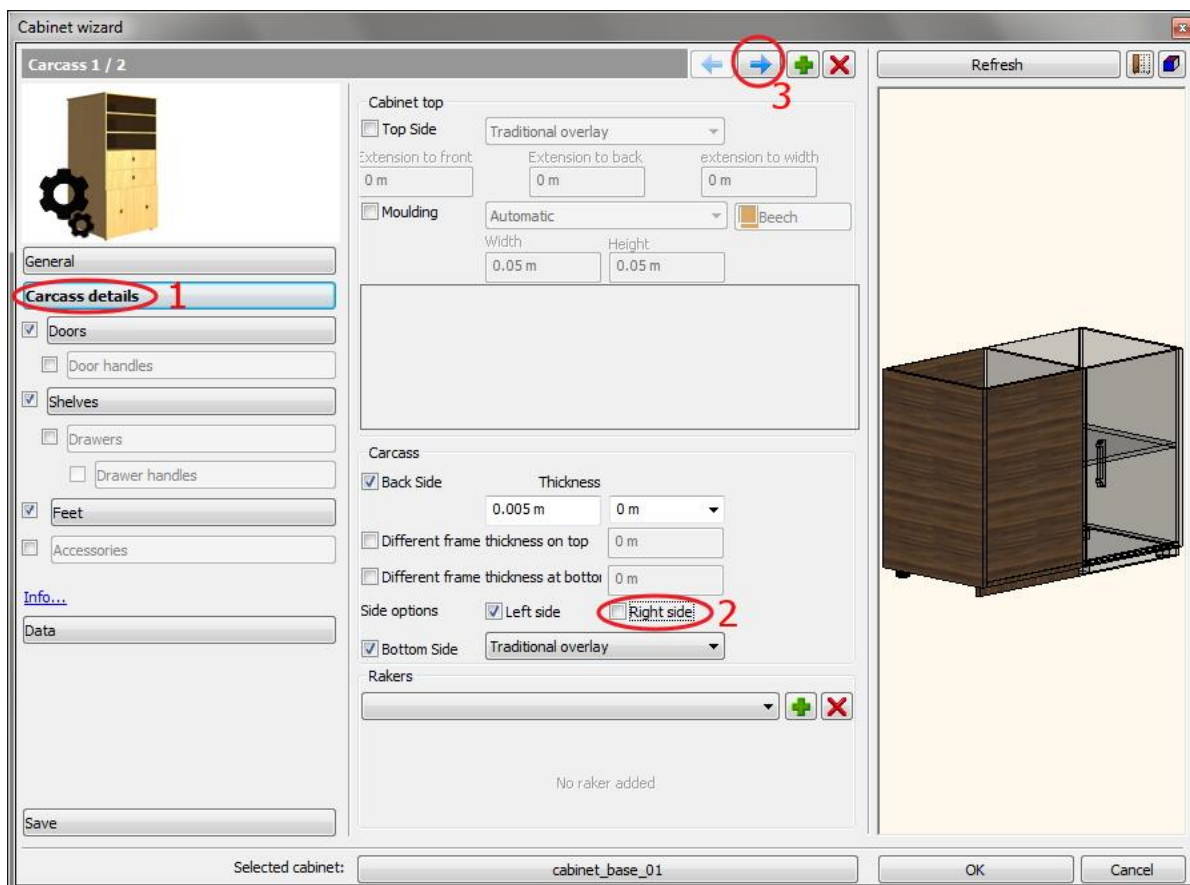 Cabinet wizard
Carcass 1 / 2
3
Refresh
Cabinet top
Top Side Traditional overlay
Extension to front Extension to back extension to width
0 m 0 m 0 m
Moulding Automatic Beech
Width Height
0.05 m 0.05 m
General
Carcass details 1
Doors
Door handles
Shelves
Drawers
Drawer handles
Feet
Accessories
Info...
Data
Save
Carcass
Back Side Thickness
0.005 m 0 m
Different frame thickness on top 0 m
Different frame thickness at botto 0 m
Side options Left side Right side 2
Bottom Side Traditional overlay
Rakers
No raker added
Selected cabinet: cabinet_base_01 OK Cancel